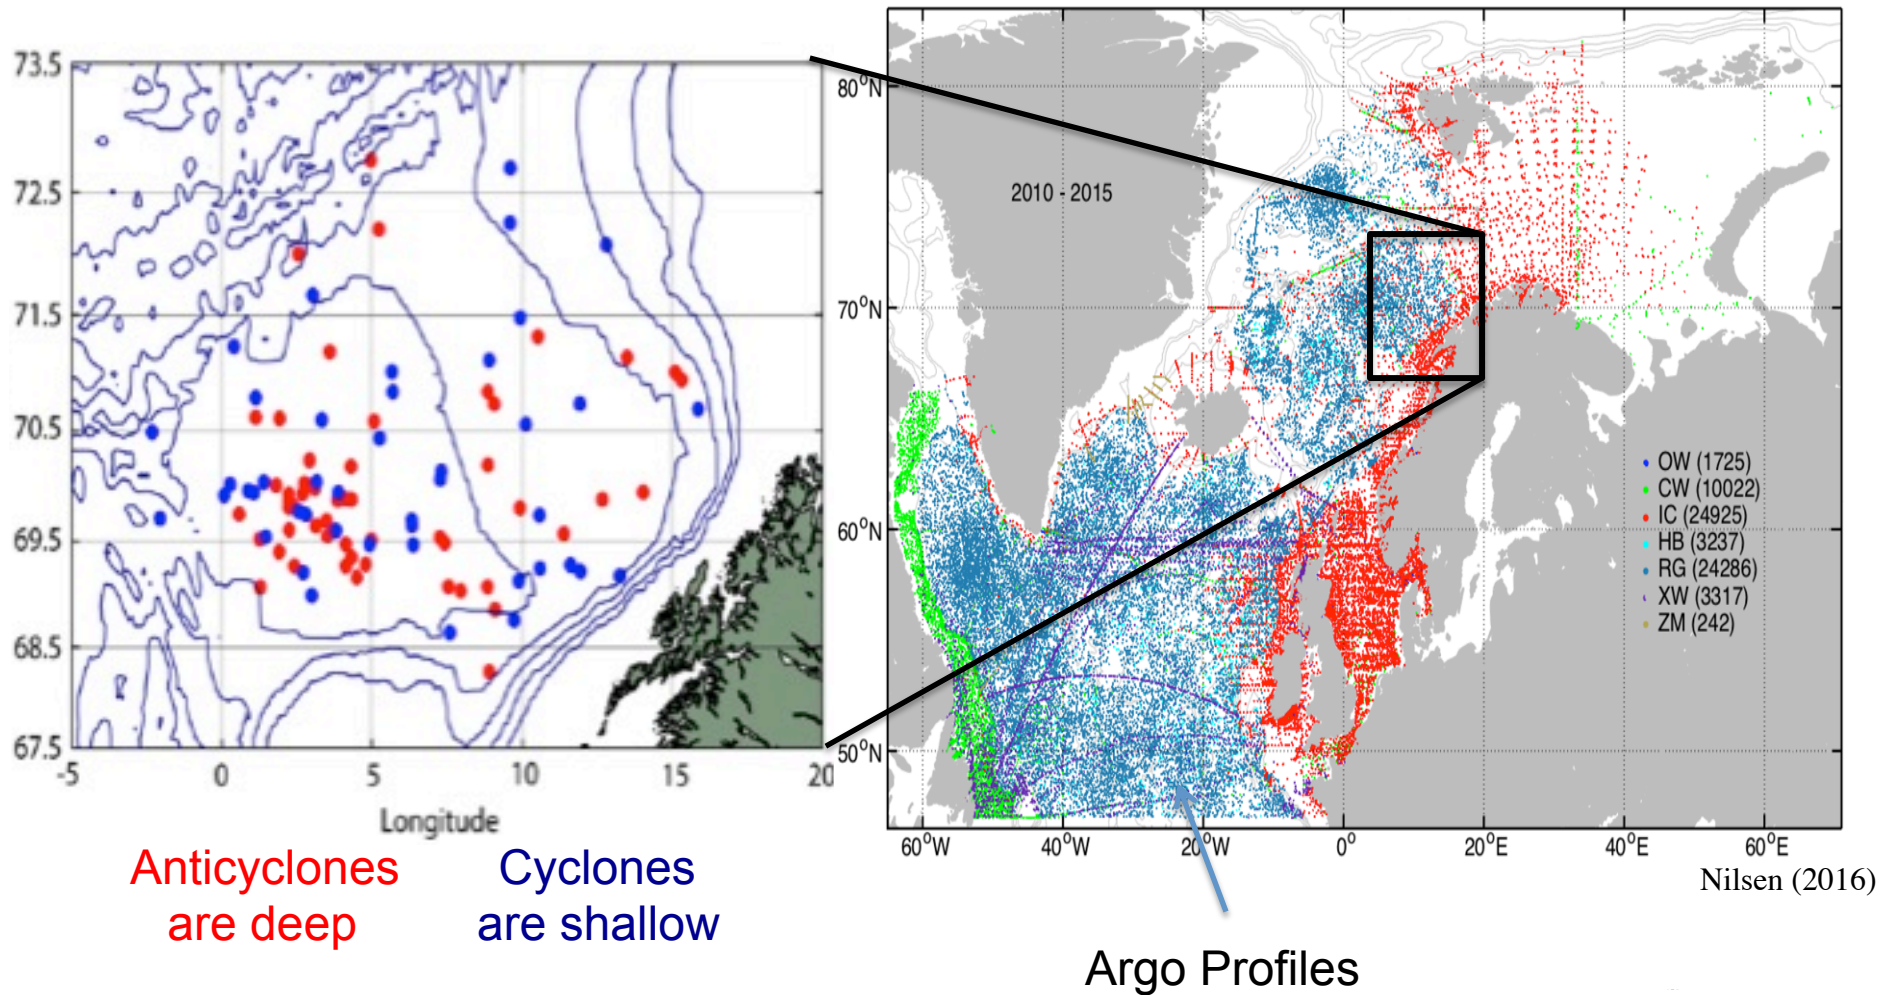 73.5
72.5
71.5
70.5
69.5
68.5
67.5
-5 0 5 10 15 20
Longitude
Anticyclones
are deep
Cyclones
are shallow
80°N
70°N
60°N
50°N
2010 - 2015
OW (1725)
CW (10022)
IC (24925)
HB (3237)
RG (24286)
XW (3317)
ZM (242)
60°W 40°W 20°W 0° 20°E 40°E 60°E
Nilsen (2016)
Argo Profiles